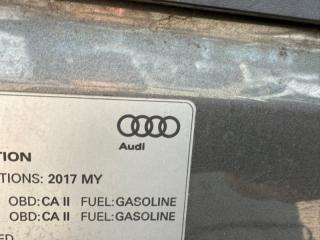 Audi
TION
TIONS: 2017 MY
OBD:CA II FUEL:GASOLINE
OBD:CA II FUEL:GASOLINE